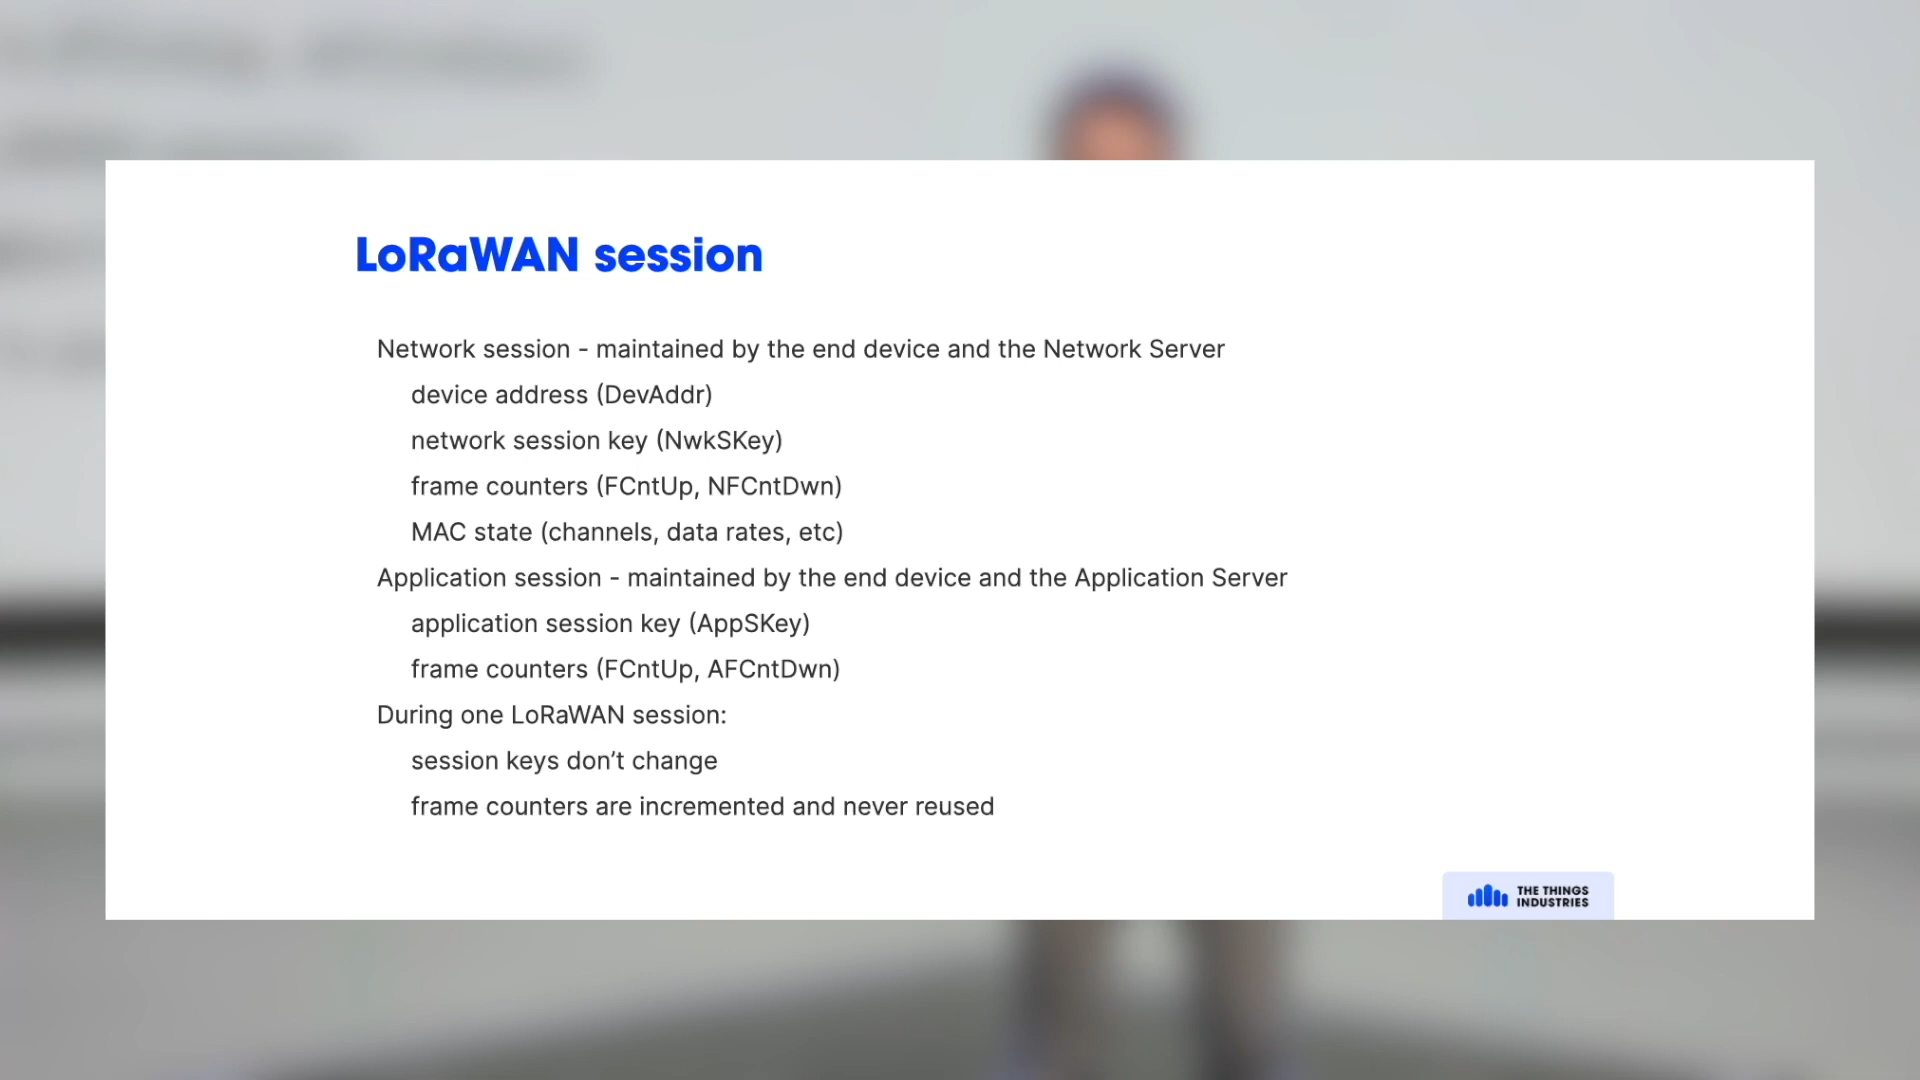 LoRaWAN session
Network session - maintained by the end device and the Network Server
device address (DevAddr)
network session key (NwkSKey)
frame counters (FCntUp, NFCntDwn)
MAC state (channels, data rates, etc)
Application session - maintained by the end device and the Application Server
application session key (AppSKey)
frame counters (FCntUp, AFCntDwn)
During one LoRaWAN session:
session keys don’t change
frame counters are incremented and never reused
THE THINGS
INDUSTRIES